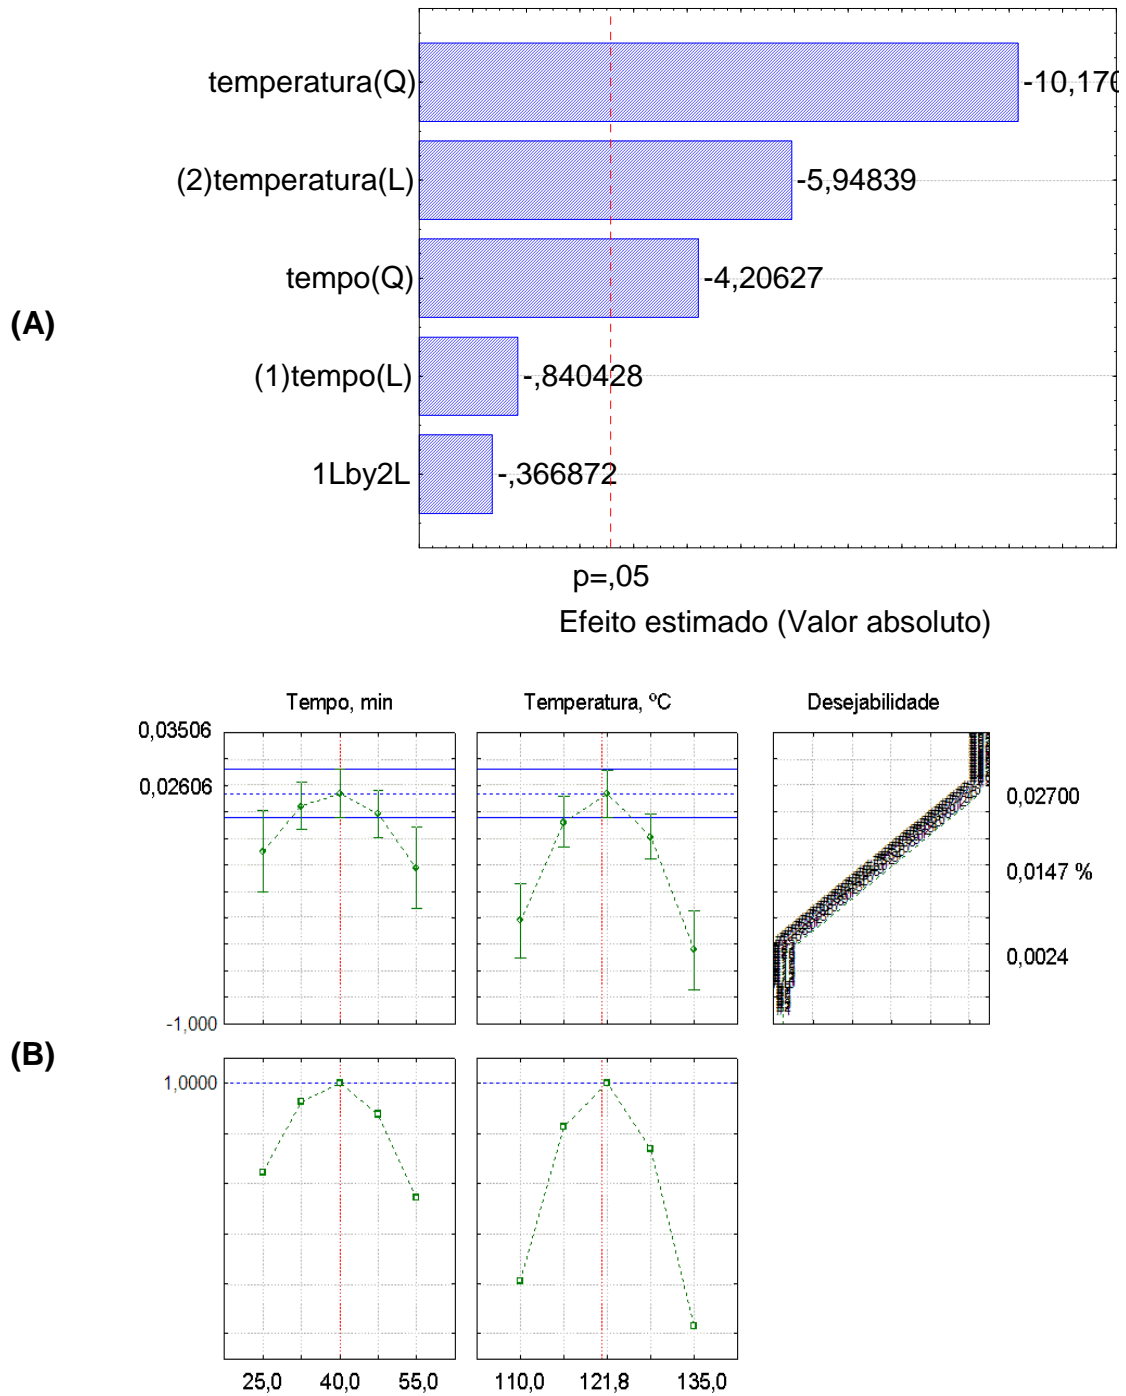 temperatura(Q)
-10,170
(2)temperatura(L)
-5,94839
tempo(Q)
-4,20627
(A)
(1)tempo(L)
-,840428
1Lby2L
-,366872
p=,05
Efeito estimado (Valor absoluto)
Tempo, min
Temperatura, ºC
Desejabilidade
0,03506
0,02606
0,02700
0,0147 %
0,0024
-1,000
(B)
1,0000
25,0 40,0 55,0 110,0 121,8 135,0